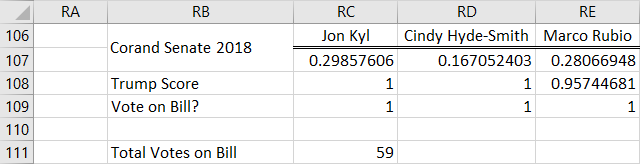 RA RB RC RD RE
106 Corand Senate 2018 Jon Kyl Cindy Hyde-Smith Marco Rubio
107 0.29857606 0.167052403 0.28066948
108 Trump Score 1 1 0.95744681
109 Vote on Bill? 1 1 1
110
111 Total Votes on Bill 59